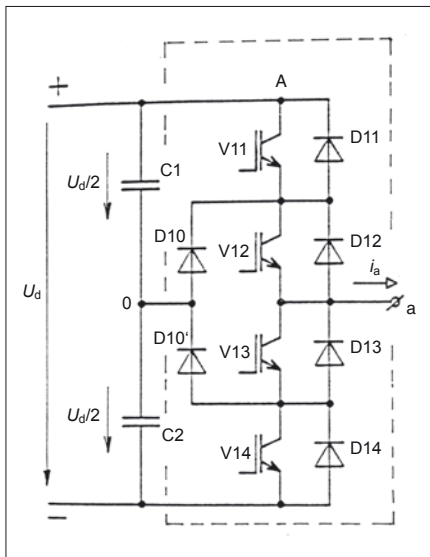 +
A
V11
D11
C1
Ud/2
D10
V12
D12
ia
0
a
Ud
D10‘
V13
D13
Ud/2
C2
V14
D14
–